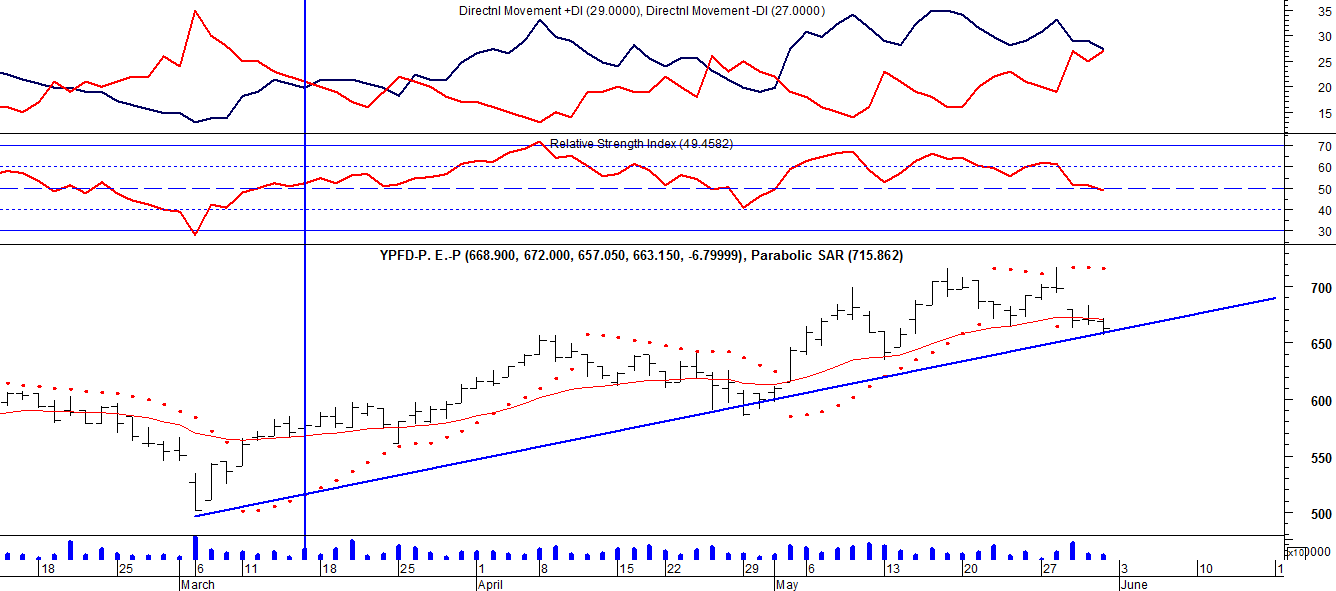 Directnl Movement +DI (29.0000), Directnl Movement -DI (27.0000)
35
30
25
20
15
Relative Strength Index (49.4582)
70
60
50
40
30
YPFD-P. E.-P (668.900, 672.000, 657.050, 663.150, -6.79999), Parabolic SAR (715.862)
700
650
600
550
500
x10
0000
18 25 6 11 18 25 1 8 15 22 29 6 13 20 27 3 10 1
March April May June